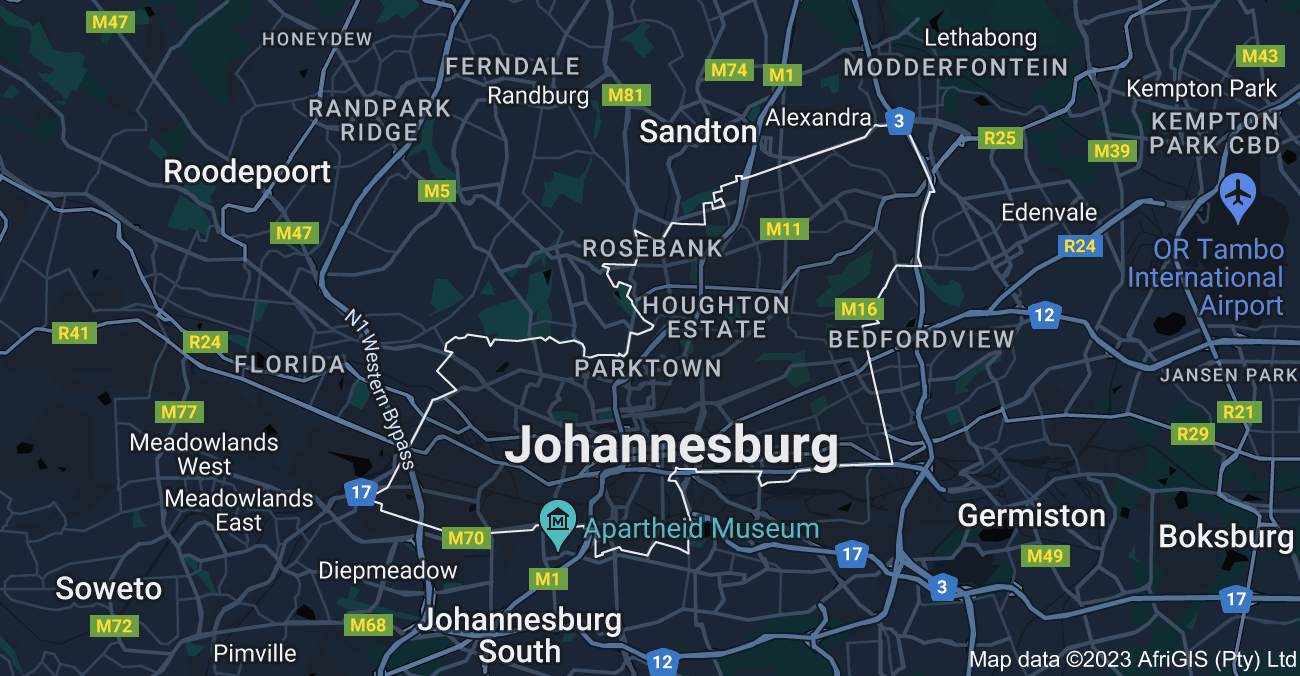 M47
HONEYDEW
Lethabong
MODDERFONTEIN
M43
FERNDALE
Randburg
M81
M74
M1
Kempton Park
RANDPARK
RIDGE
Sandton
Alexandra
3
R25
M39
KEMPTON
PARK CBD
Roodepoort
M5
M47
M11
Edenvale
R24
ROSEBANK
OR Tambo
International
Airport
HOUGHTON
ESTATE
M16
12
R41
R24
N1 Western Bypass
BEDFORDVIEW
FLORIDA
PARKTOWN
JANSEN PARK
M77
R21
R29
Meadowlands
West
Johannesburg
Meadowlands
East
17
Apartheid Museum
Germiston
Boksburg
M70
17
M49
Diepmeadow
M1
3
17
Soweto
M72
M68
Johannesburg
South
Pimville
12
Map data ©2023 AfriGIS (Pty) Ltd